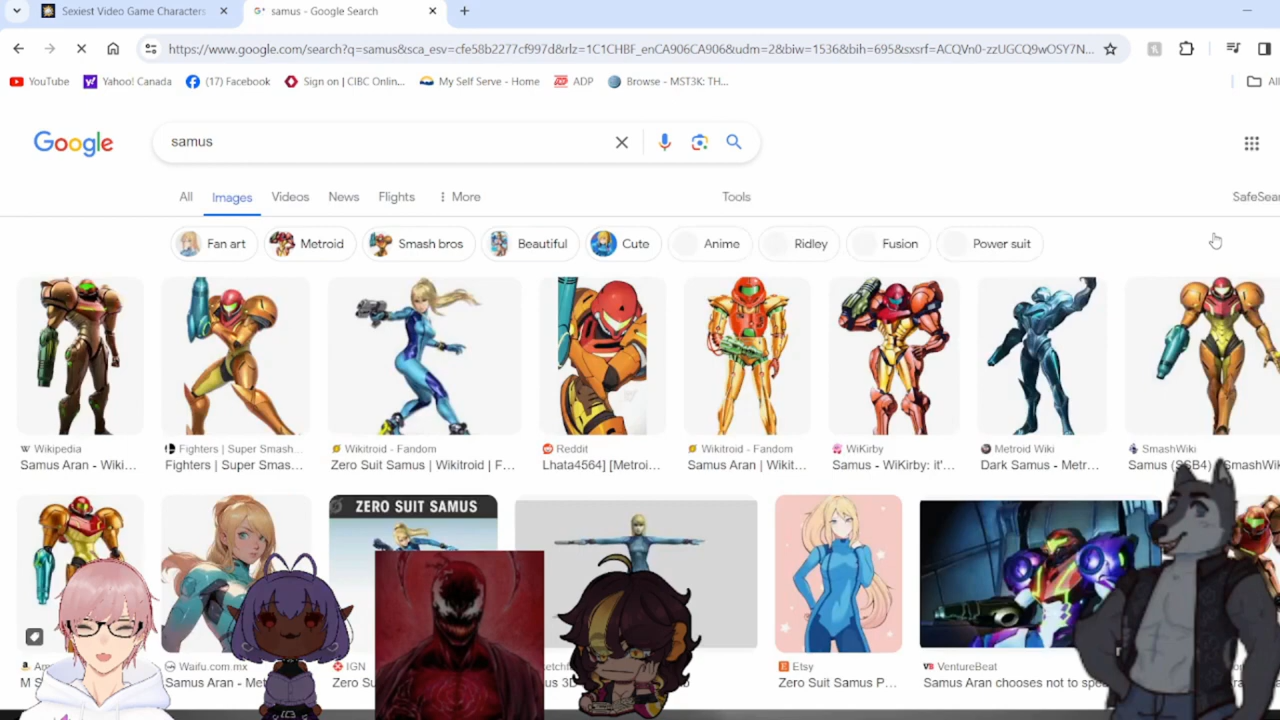 Sexiest Video Game Characters
samus - Google Search
https://www.google.com/search?q=samus&sca_esv=cfe58b2277cf997d&rlz=1C1CHBF_enCA906CA906&udm=2&biw=1536&bih=695&sxsrf=ACQVn0-zzUGCQ9wOSY7N...
YouTube
Yahoo! Canada
(17) Facebook
Sign on | CIBC Onlin...
My Self Serve - Home
ADP
Browse - MST3K: TH...
All
Google
samus
All
Images
Videos
News
Flights
More
Tools
SafeSear
Fan art
Metroid
Smash bros
Beautiful
Cute
Anime
Ridley
Fusion
Power suit
Wikipedia
Samus Aran - Wiki...
Fighters | Super Smash...
Fighters | Super Smas...
Wikitroid - Fandom
Zero Suit Samus | Wikitroid | F...
Reddit
Lhata4564] [Metroi...
Wikitroid - Fandom
Samus Aran | Wikit...
WiKirby
Samus - WiKirby: it'...
Metroid Wiki
Dark Samus - Metr...
SmashWiki
Samus (SSB4)
SmashWiki
ZERO SUIT SAMUS
Waifu.com.mx
Samus Aran - Met
IGN
Zero Su
Etsy
Zero Suit Samus P...
VentureBeat
Samus Aran chooses not to spe